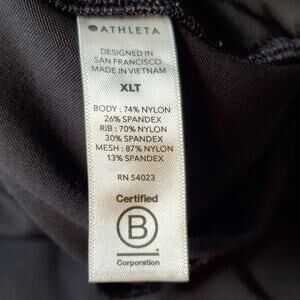 ATHLETA
DESIGNED IN
SAN FRANCISCO
MADE IN VIETNAM
XLT
BODY : 74% NYLON
26% SPANDEX
RIB : 70% NYLON
30% SPANDEX
MESH : 87% NYLON
13% SPANDEX
RN 54023
Certified
B
Corporation